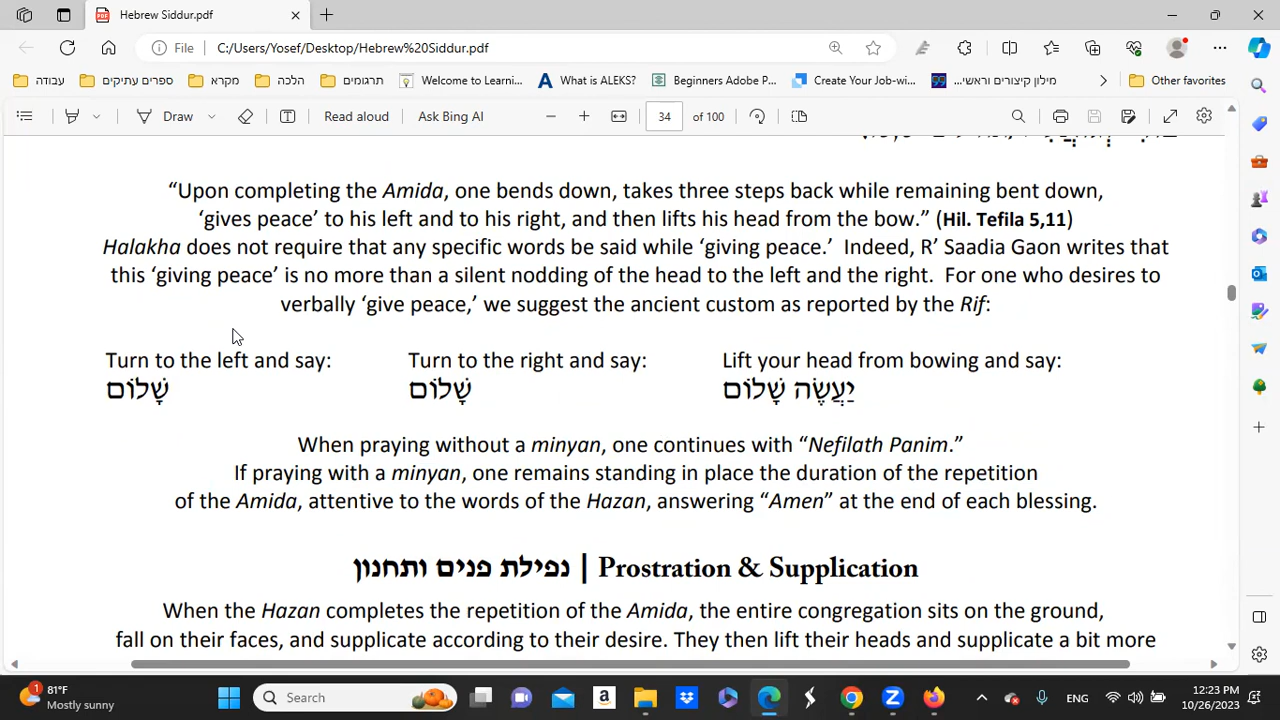 Hebrew Siddur.pdf
File C:/Users/Yosef/Desktop/Hebrew%20Siddur.pdf
עבודה ספרים עתיקים מקרא הלכה תרגומים Welcome to Learni... What is ALEKS? Beginners Adobe P... Create Your Job-wi... מילון קיצורים וראשי... Other favorites
Draw Read aloud Ask Bing AI 34 of 100
“Upon completing the Amida, one bends down, takes three steps back while remaining bent down,
‘gives peace’ to his left and to his right, and then lifts his head from the bow.” (Hil. Tefila 5,11)
Halakha does not require that any specific words be said while ‘giving peace.’ Indeed, R’ Saadia Gaon writes that
this ‘giving peace’ is no more than a silent nodding of the head to the left and the right. For one who desires to
verbally ‘give peace,’ we suggest the ancient custom as reported by the Rif:
Turn to the left and say: Turn to the right and say: Lift your head from bowing and say:
שָׁלוֹם שָׁלוֹם יַעֲשֶׂה שָׁלוֹם
When praying without a minyan, one continues with “Nefilath Panim.”
If praying with a minyan, one remains standing in place the duration of the repetition
of the Amida, attentive to the words of the Hazan, answering “Amen” at the end of each blessing.
נפילת פנים ותחנון | Prostration & Supplication
When the Hazan completes the repetition of the Amida, the entire congregation sits on the ground,
fall on their faces, and supplicate according to their desire. They then lift their heads and supplicate a bit more
81°F
Mostly sunny
Search
ENG
12:23 PM
10/26/2023